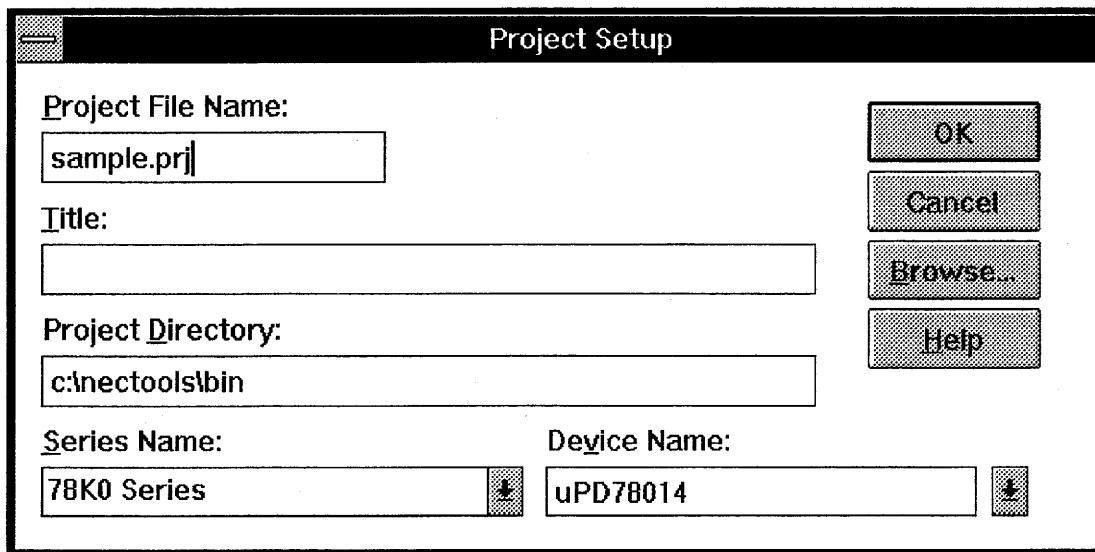 Project Setup
Project File Name:
sample.prj
OK
Title:
Cancel
Browse...
Project Directory:
Help
c:\nectools\bin
Series Name:
Device Name:
78K0 Series
uPD78014